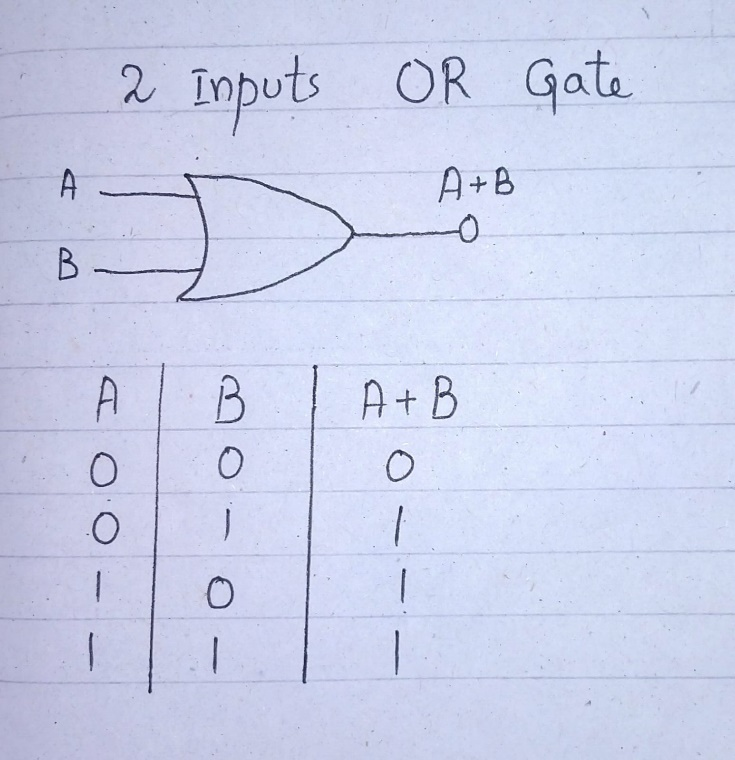 2 Inputs OR Gate
A
A+B
B
A B A+B
0 0 0
0 1 1
1 0 1
1 1 1